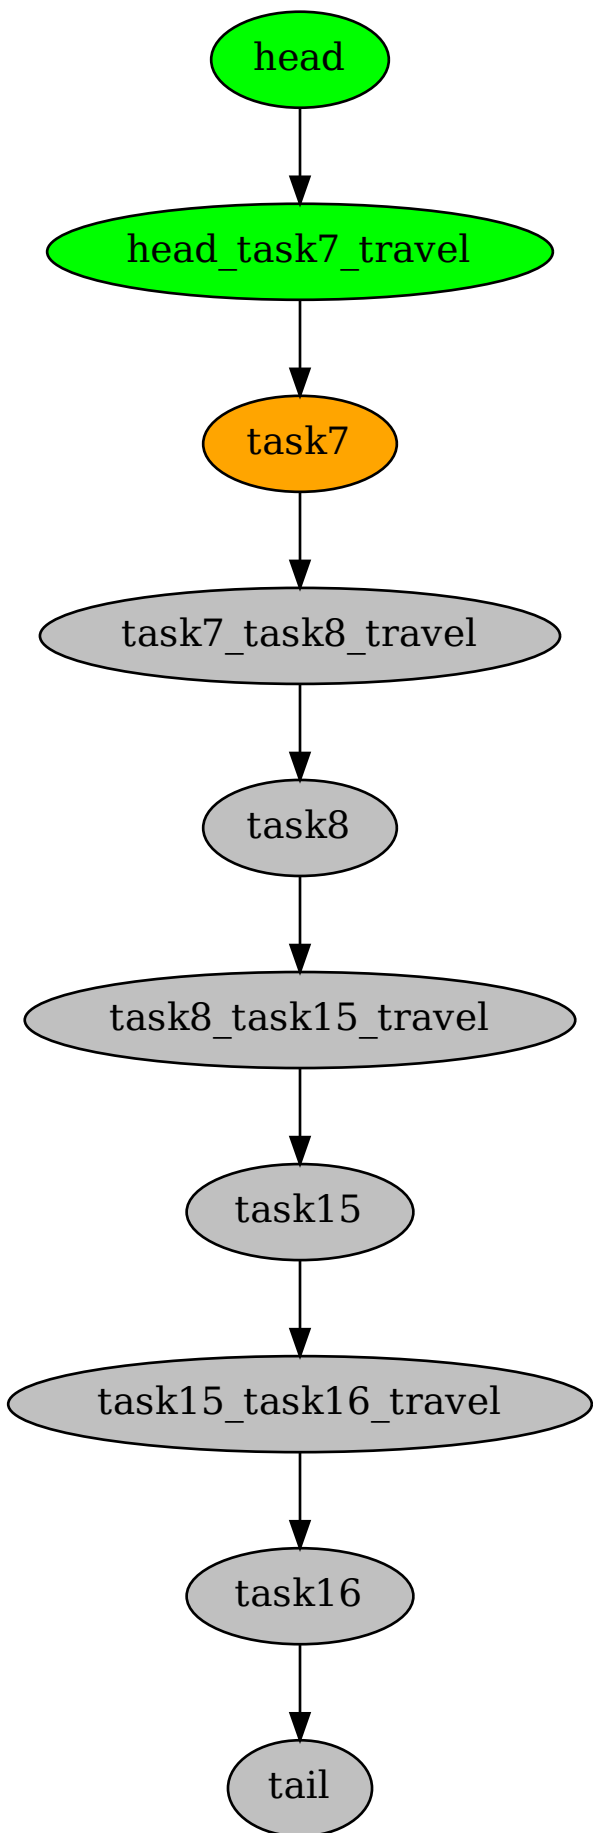 head
head_task7_travel
task7
task7_task8_travel
task8
task8_task15_travel
task15
task15_task16_travel
task16
tail